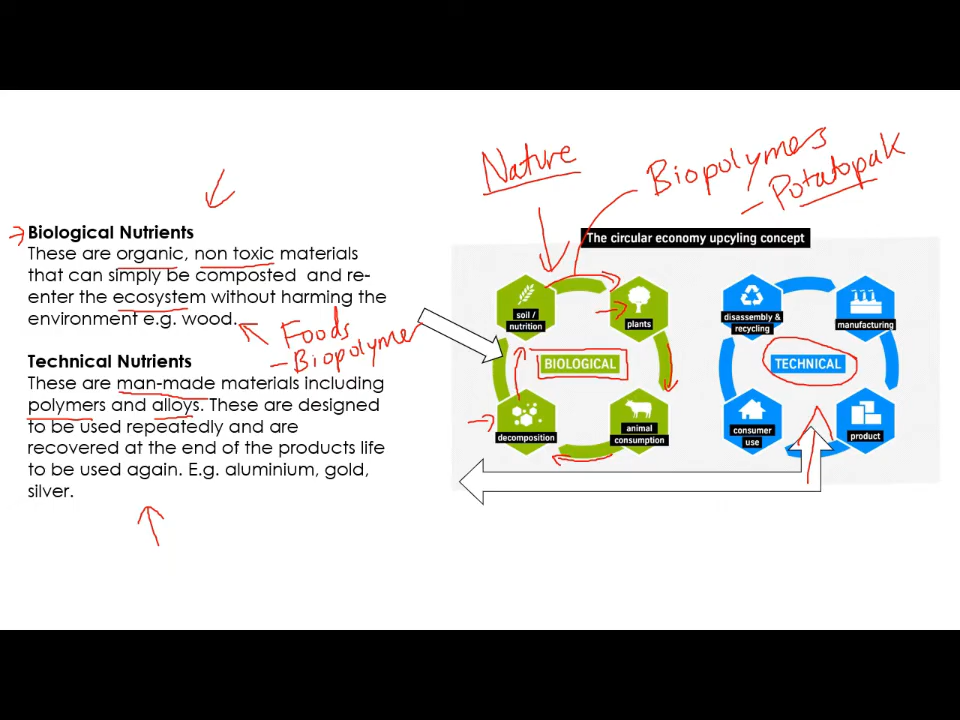 Nature
Biopolymers
- Potatopak
Biological Nutrients
These are organic, non toxic materials
that can simply be composted and re-
enter the ecosystem without harming the
environment e.g. wood.
Foods
- Biopolymer
Technical Nutrients
These are man-made materials including
polymers and alloys. These are designed
to be used repeatedly and are
recovered at the end of the products life
to be used again. E.g. aluminium, gold,
silver.
The circular economy upcyling concept
soil /
nutrition
plants
BIOLOGICAL
decomposition
animal
consumption
disassembly &
recycling
manufacturing
TECHNICAL
consumer
use
product